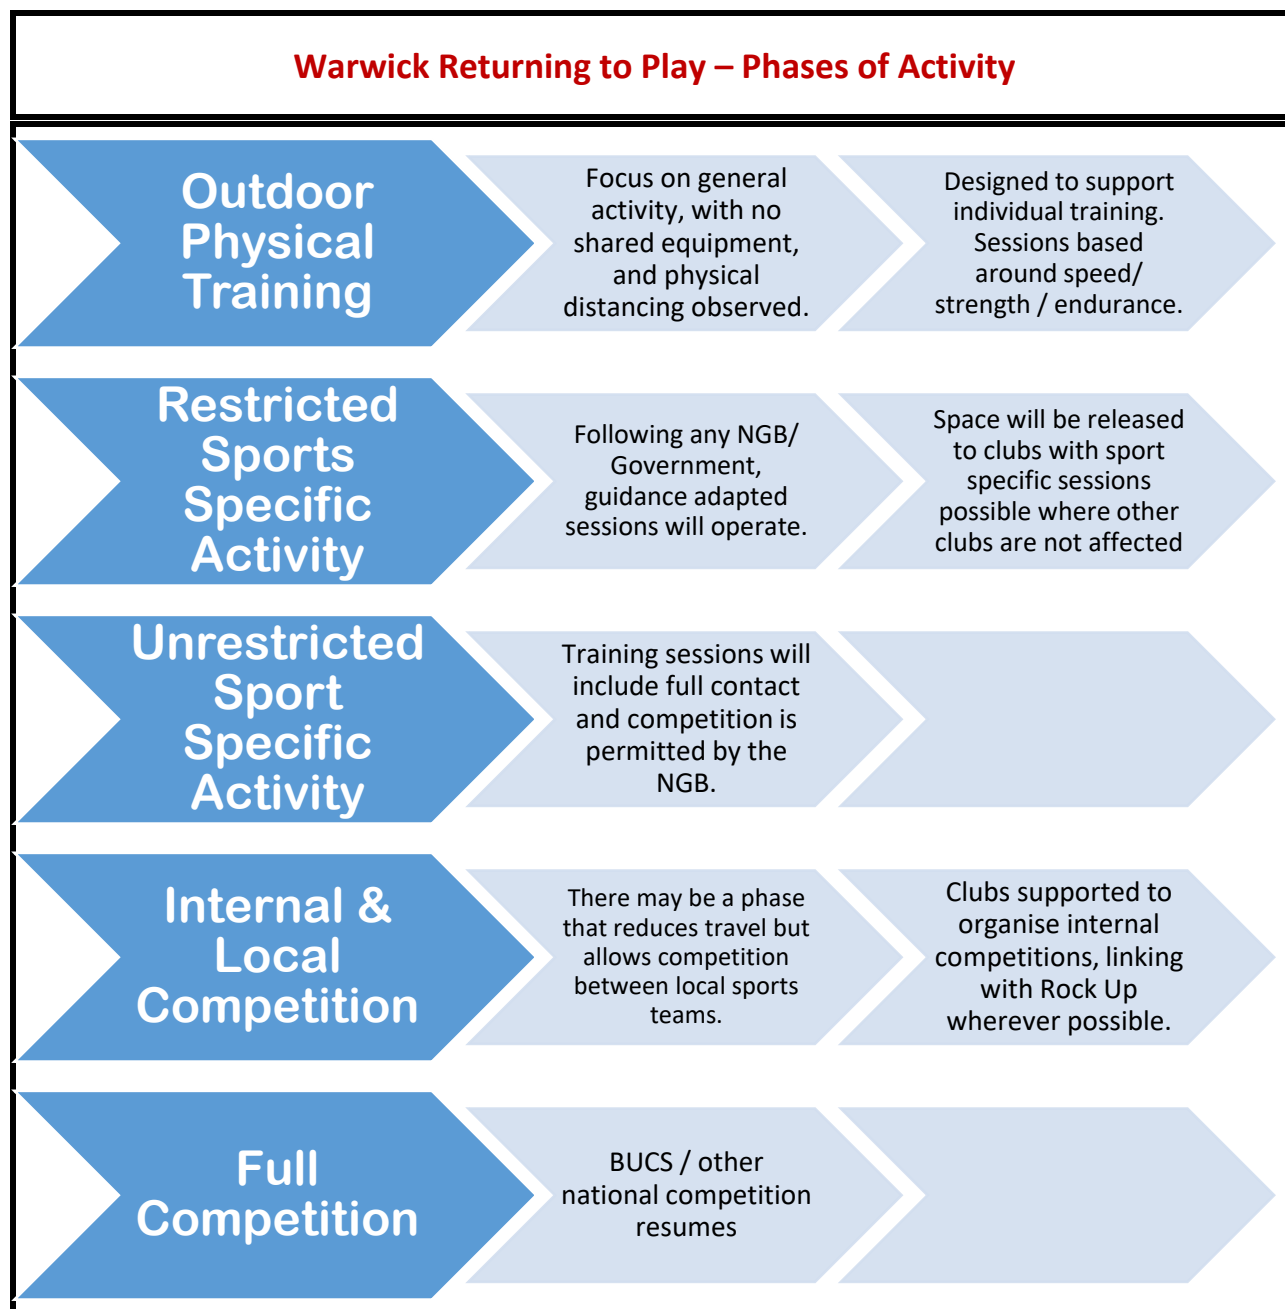 Warwick Returning to Play – Phases of Activity
Outdoor
Physical
Training
Focus on general
activity, with no
shared equipment,
and physical
distancing observed.
Designed to support
individual training.
Sessions based
around speed/
strength / endurance.
Restricted
Sports
Specific
Activity
Following any NGB/
Government,
guidance adapted
sessions will operate.
Space will be released
to clubs with sport
specific sessions
possible where other
clubs are not affected
Unrestricted
Sport
Specific
Activity
Training sessions will
include full contact
and competition is
permitted by the
NGB.
Internal &
Local
Competition
There may be a phase
that reduces travel but
allows competition
between local sports
teams.
Clubs supported to
organise internal
competitions, linking
with Rock Up
wherever possible.
Full
Competition
BUCS / other
national competition
resumes